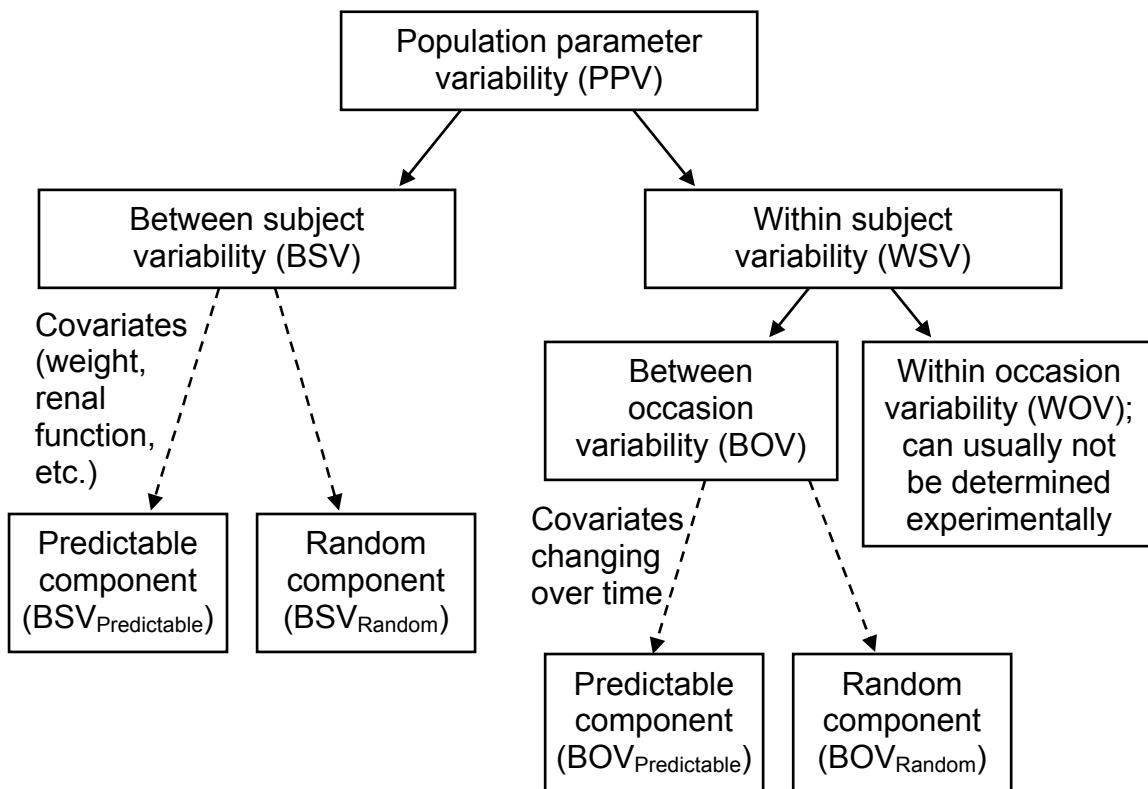 Population parameter
variability (PPV)
Between subject
variability (BSV)
Within subject
variability (WSV)
Covariates
(weight,
renal
function,
etc.)
Between
occasion
variability (BOV)
Within occasion
variability (WOV);
can usually not
be determined
experimentally
Predictable
component
(BSVPredictable)
Random
component
(BSVRandom)
Covariates
changing
over time
Predictable
component
(BOVPredictable)
Random
component
(BOVRandom)